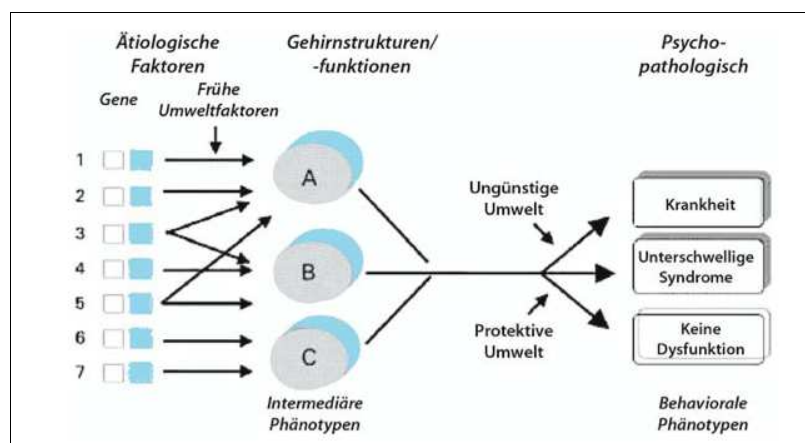 Ätiologische
Faktoren
Gehirnstrukturen/
-funktionen
Psycho-
pathologisch
Gene
Frühe
Umweltfaktoren
1
2
3
4
5
6
7
A
B
C
Ungünstige
Umwelt
Protektive
Umwelt
Krankheit
Unterschwellige
Syndrome
Keine
Dysfunktion
Intermediäre
Phänotypen
Behaviorale
Phänotypen